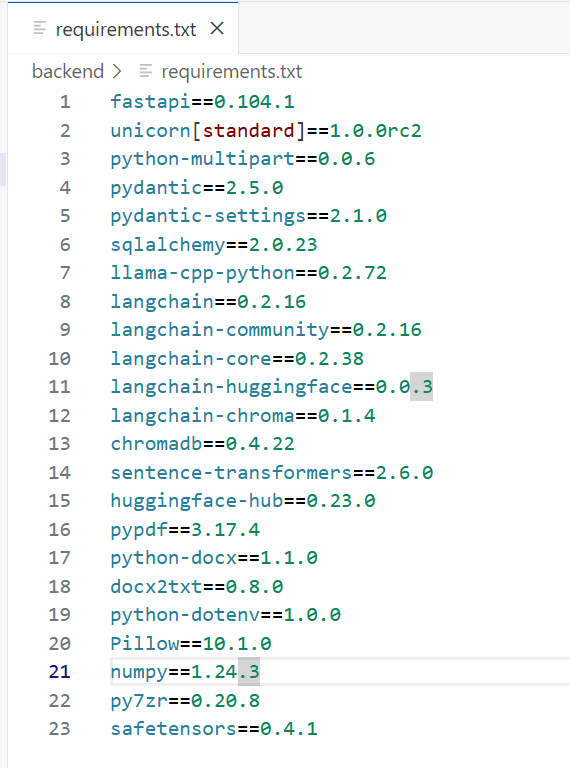 requirements.txt ×
backend > requirements.txt
1 fastapi==0.104.1
2 unicorn[standard]==1.0.0rc2
3 python-multipart==0.0.6
4 pydantic==2.5.0
5 pydantic-settings==2.1.0
6 sqlalchemy==2.0.23
7 llama-cpp-python==0.2.72
8 langchain==0.2.16
9 langchain-community==0.2.16
10 langchain-core==0.2.38
11 langchain-huggingface==0.0.3
12 langchain-chroma==0.1.4
13 chromadb==0.4.22
14 sentence-transformers==2.6.0
15 huggingface-hub==0.23.0
16 pypdf==3.17.4
17 python-docx==1.1.0
18 docx2txt==0.8.0
19 python-dotenv==1.0.0
20 Pillow==10.1.0
21 numpy==1.24.3
22 py7zr==0.20.8
23 safetensors==0.4.1